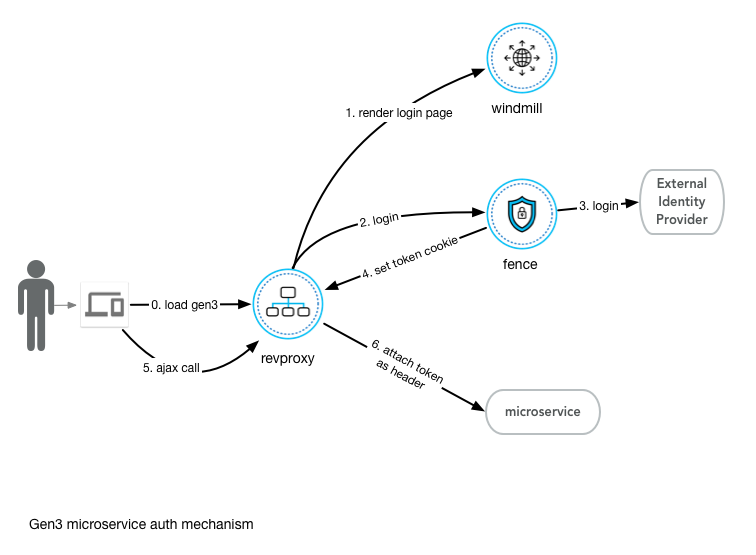 windmill
1. render login page
External
Identity
Provider
2. login
3. login
4. set token cookie
fence
0. load gen3
revproxy
5. ajax call
6. attach token
as header
microservice
Gen3 microservice auth mechanism